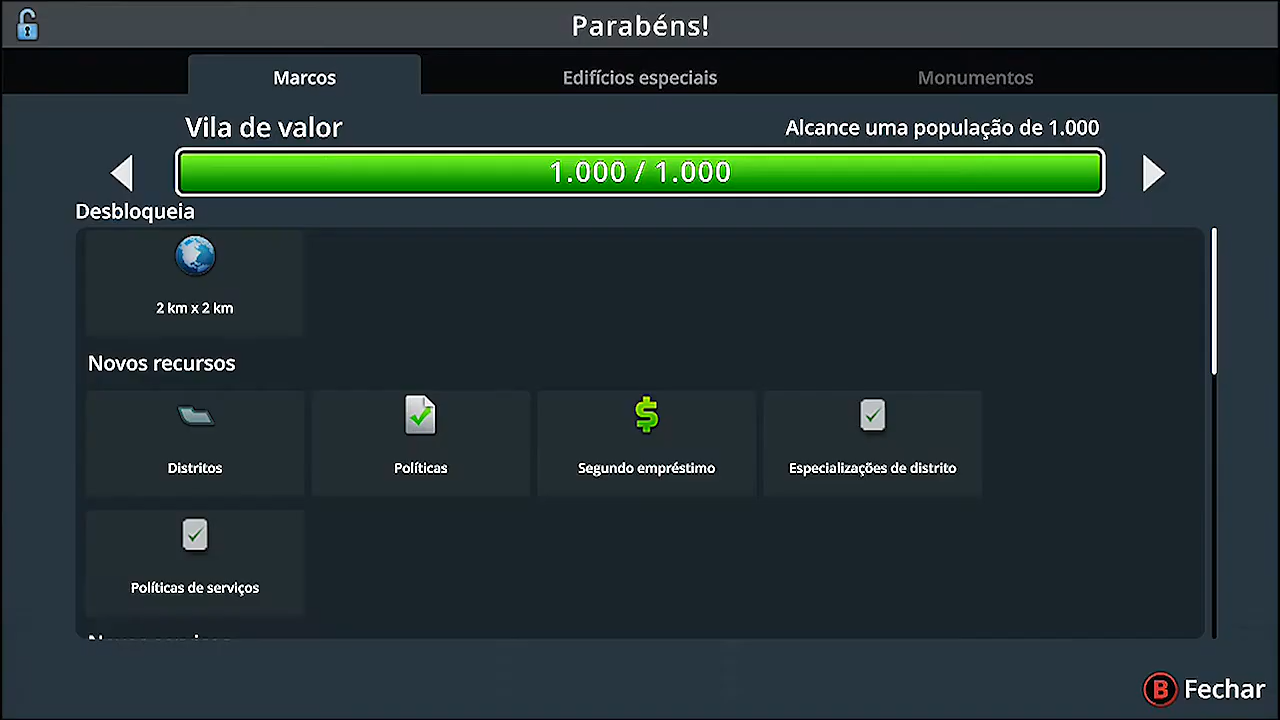 Parabéns!
Marcos
Edifícios especiais
Monumentos
Vila de valor
Alcance uma população de 1.000
1.000 / 1.000
Desbloqueia
2 km x 2 km
Novos recursos
Distritos
Políticas
Segundo empréstimo
Especializações de distrito
Políticas de serviços
B Fechar